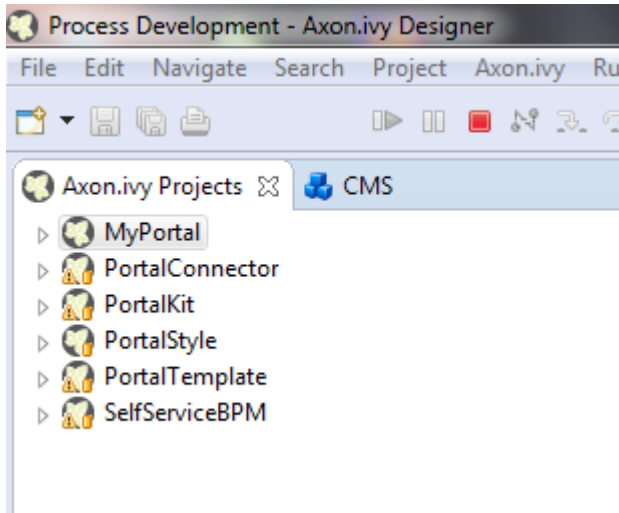 Process Development - Axon.ivy Designer
File Edit Navigate Search Project Axon.ivy Ru
Axon.ivy Projects CMS
MyPortal
PortalConnector
PortalKit
PortalStyle
PortalTemplate
SelfServiceBPM